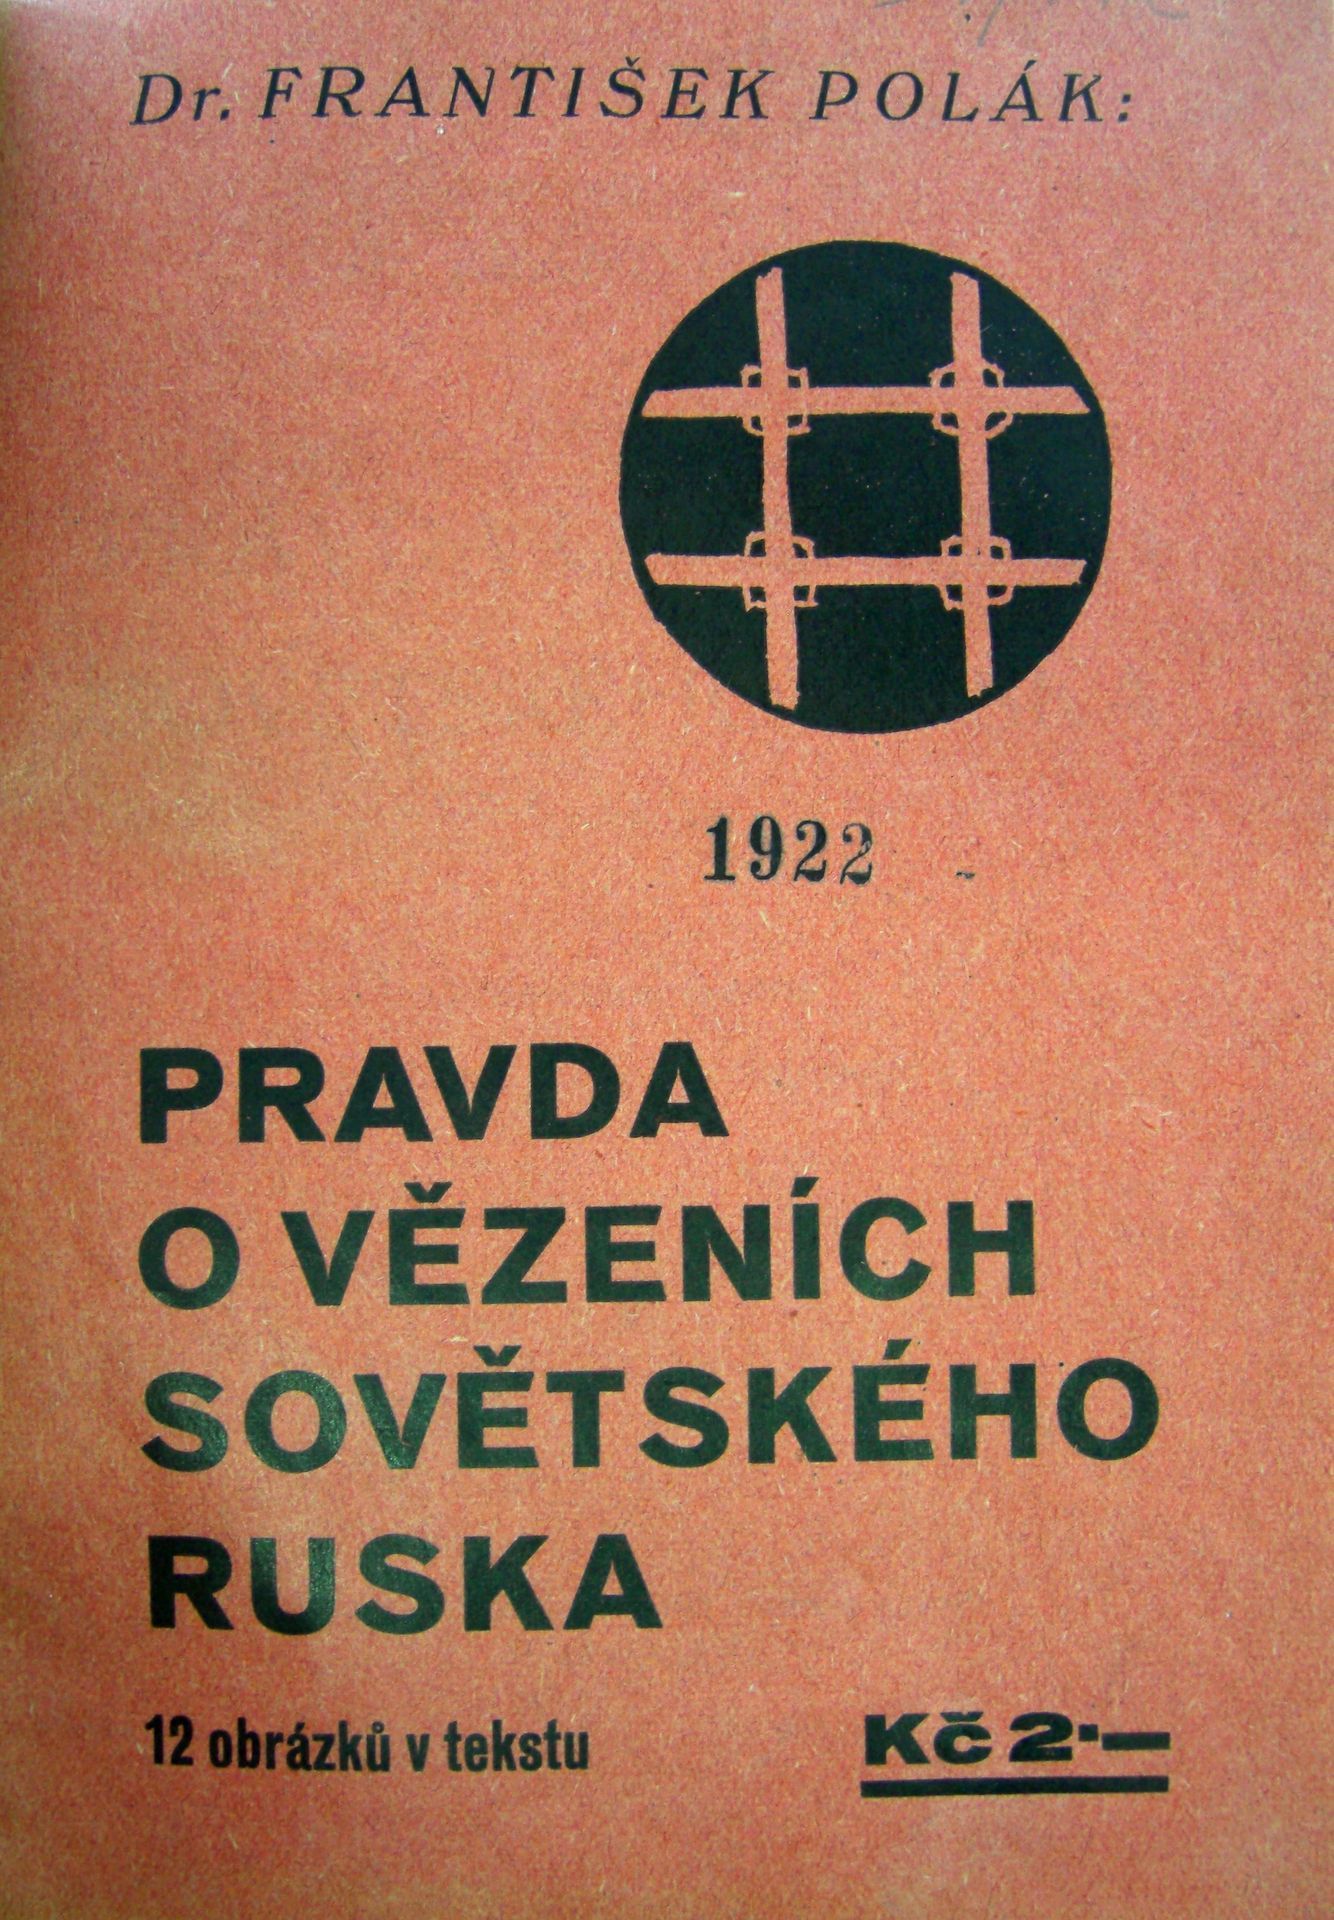 Dr. FRANTIŠEK POLÁK:
1922
PRAVDA
O VĚZENÍCH
SOVĚTSKÉHO
RUSKA
12 obrázků v tekstu
Kč 2·—